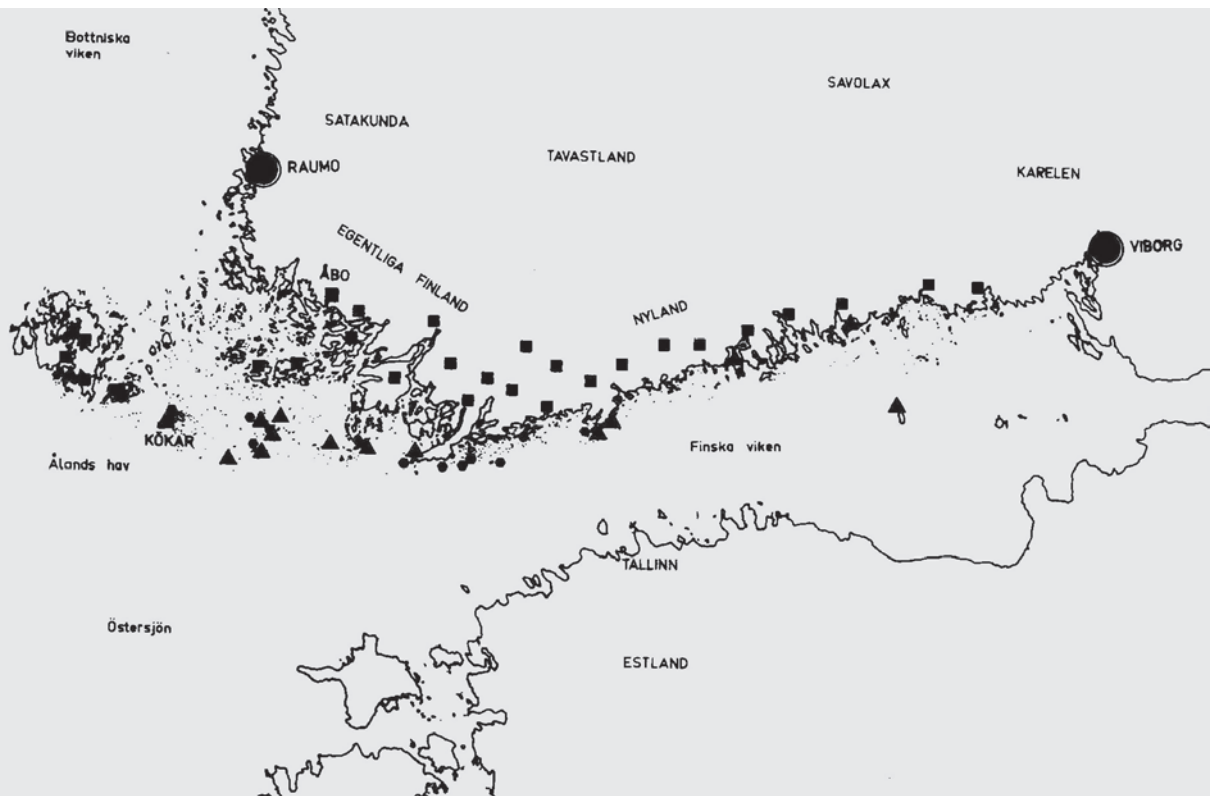 Bottniska
viken
SAVOLAX
SATAKUNDA
TAVASTLAND
RAUMO
KARELEN
EGENTLIGA FINLAND
VIBORG
ÅBO
NYLAND
KÖKAR
Finska viken
Ålands hav
TALLINN
Östersjön
ESTLAND